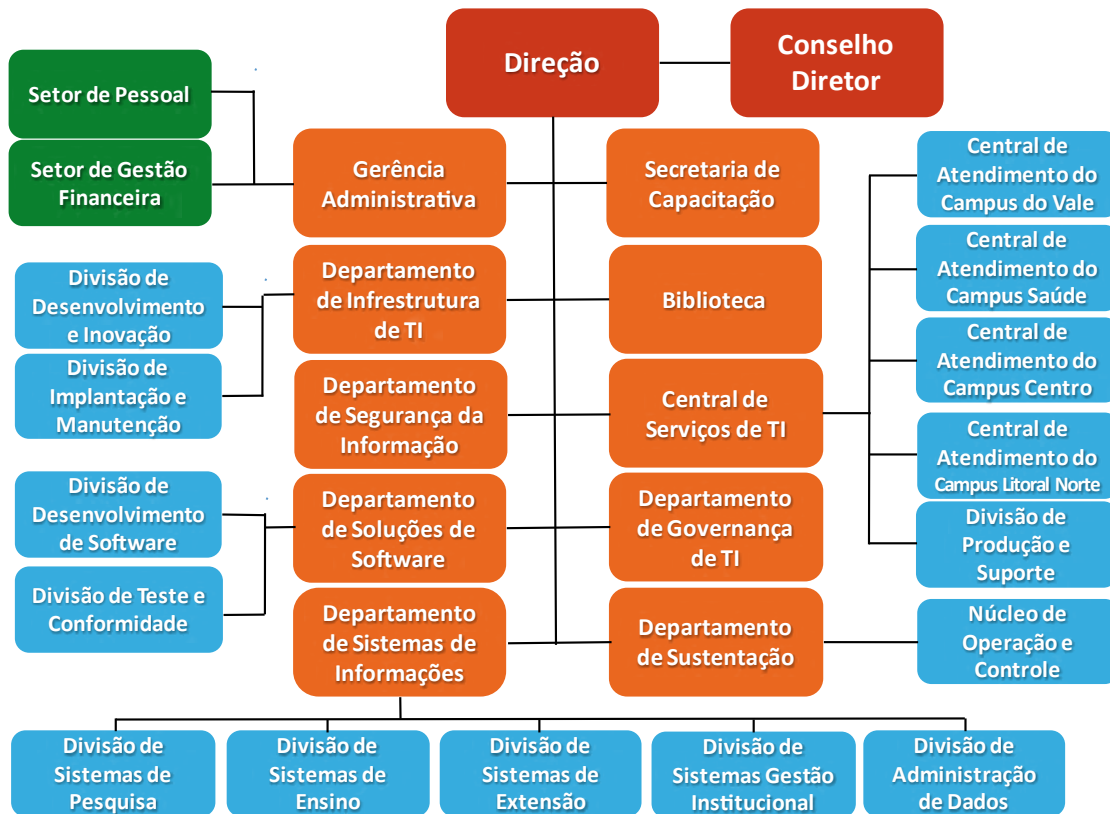 Direção
Conselho
Diretor
Setor de Pessoal
Setor de Gestão
Financeira
Gerência
Administrativa
Secretaria de
Capacitação
Central de
Atendimento do
Campus do Vale
Divisão de
Desenvolvimento
e Inovação
Departamento
de Infrestrutura
de TI
Biblioteca
Central de
Atendimento do
Campus Saúde
Divisão de
Implantação e
Manutenção
Departamento
de Segurança da
Informação
Central de
Serviços de TI
Central de
Atendimento do
Campus Centro
Central de
Atendimento do
Campus Litoral Norte
Divisão de
Desenvolvimento
de Software
Departamento
de Soluções de
Software
Departamento
de Governança
de TI
Divisão de
Produção e
Suporte
Divisão de Teste e
Conformidade
Departamento
de Sistemas de
Informações
Departamento
de Sustentação
Núcleo de
Operação e
Controle
Divisão de
Sistemas de
Pesquisa
Divisão de
Sistemas de
Ensino
Divisão de
Sistemas de
Extensão
Divisão de
Sistemas Gestão
Institucional
Divisão de
Administração
de Dados